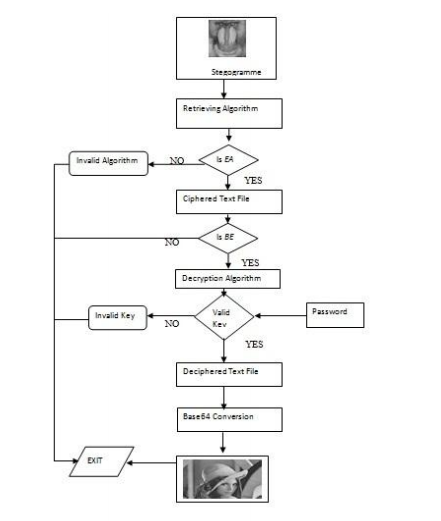 Stegogramme
Retrieving Algorithm
Invalid Algorithm
NO
Is EA
YES
Ciphered Text File
Is BE
NO
YES
Decryption Algorithm
Invalid Key
NO
Valid
Key
Password
YES
Deciphered Text File
Base64 Conversion
EXIT